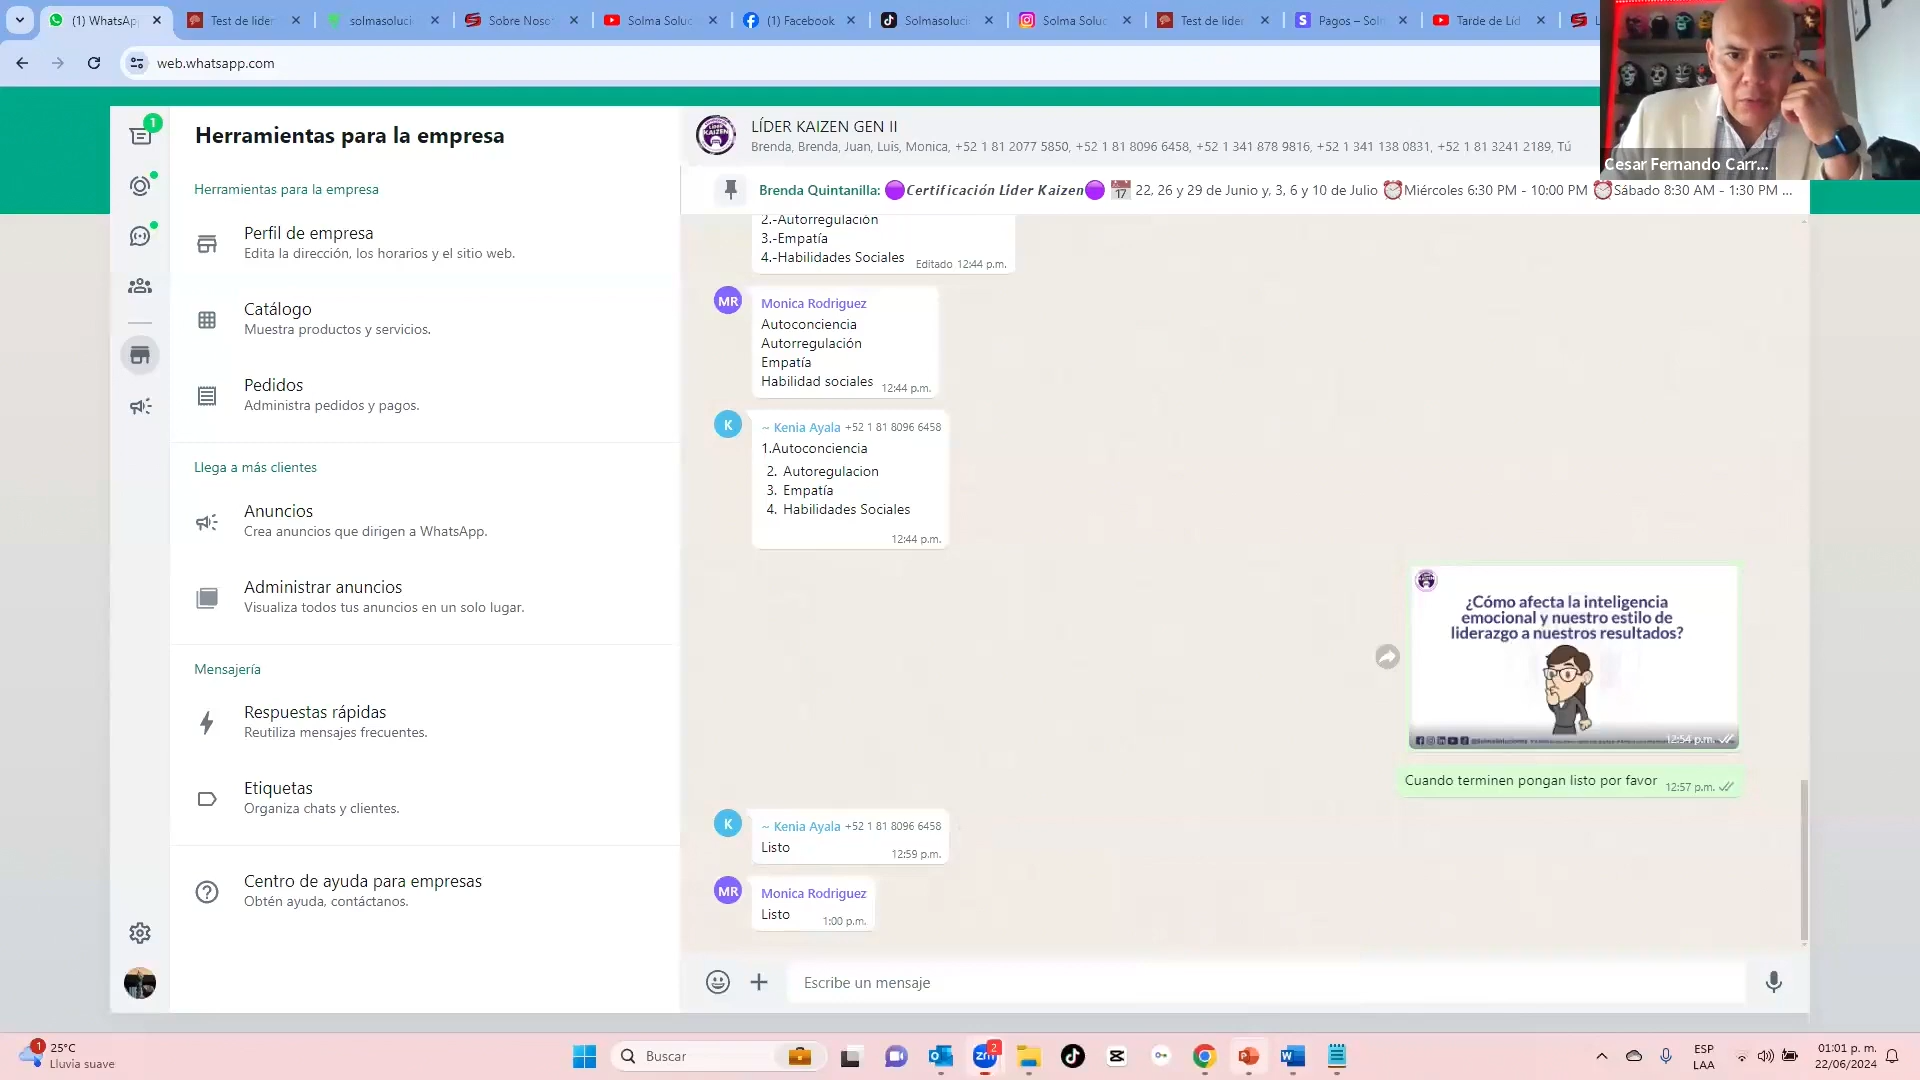 (1) WhatsApp
Test de lider
solmasoluci
Sobre Noso
Solma Soluc
(1) Facebook
Solmasoluci
Solma Soluc
Test de lider
Pagos – Sol
Tarde de Líd
web.whatsapp.com
Cesar Fernando Carr...
1
Herramientas para la empresa
Herramientas para la empresa
Perfil de empresa
Edita la dirección, los horarios y el sitio web.
Catálogo
Muestra productos y servicios.
Pedidos
Administra pedidos y pagos.
Llega a más clientes
Anuncios
Crea anuncios que dirigen a WhatsApp.
Administrar anuncios
Visualiza todos tus anuncios en un solo lugar.
Mensajería
Respuestas rápidas
Reutiliza mensajes frecuentes.
Etiquetas
Organiza chats y clientes.
Centro de ayuda para empresas
Obtén ayuda, contáctanos.
LÍDER KAIZEN GEN II
Brenda, Brenda, Juan, Luis, Monica, +52 1 81 2077 5850, +52 1 81 8096 6458, +52 1 341 878 9816, +52 1 341 138 0831, +52 1 81 3241 2189, Tú
Brenda Quintanilla: 🟣Certificación Lider Kaizen🟣 📅 22, 26 y 29 de Junio y, 3, 6 y 10 de Julio ⏰Miércoles 6:30 PM - 10:00 PM ⏰Sábado 8:30 AM - 1:30 PM ...
2.-Autorregulación
3.-Empatía
4.-Habilidades Sociales
Editado 12:44 p.m.
MR
Monica Rodriguez
Autoconciencia
Autorregulación
Empatía
Habilidad sociales
12:44 p.m.
K
~ Kenia Ayala +52 1 81 8096 6458
1.Autoconciencia
2. Autoregulacion
3. Empatía
4. Habilidades Sociales
12:44 p.m.
LÍDER KAIZEN
¿Cómo afecta la inteligencia
emocional y nuestro estilo de
liderazgo a nuestros resultados?
12:54 p.m.
Cuando terminen pongan listo por favor 12:57 p.m.
K
~ Kenia Ayala +52 1 81 8096 6458
Listo
12:59 p.m.
MR
Monica Rodriguez
Listo
1:00 p.m.
Escribe un mensaje
1
25°C
Lluvia suave
Buscar
zm
2
ESP
LAA
01:01 p. m.
22/06/2024